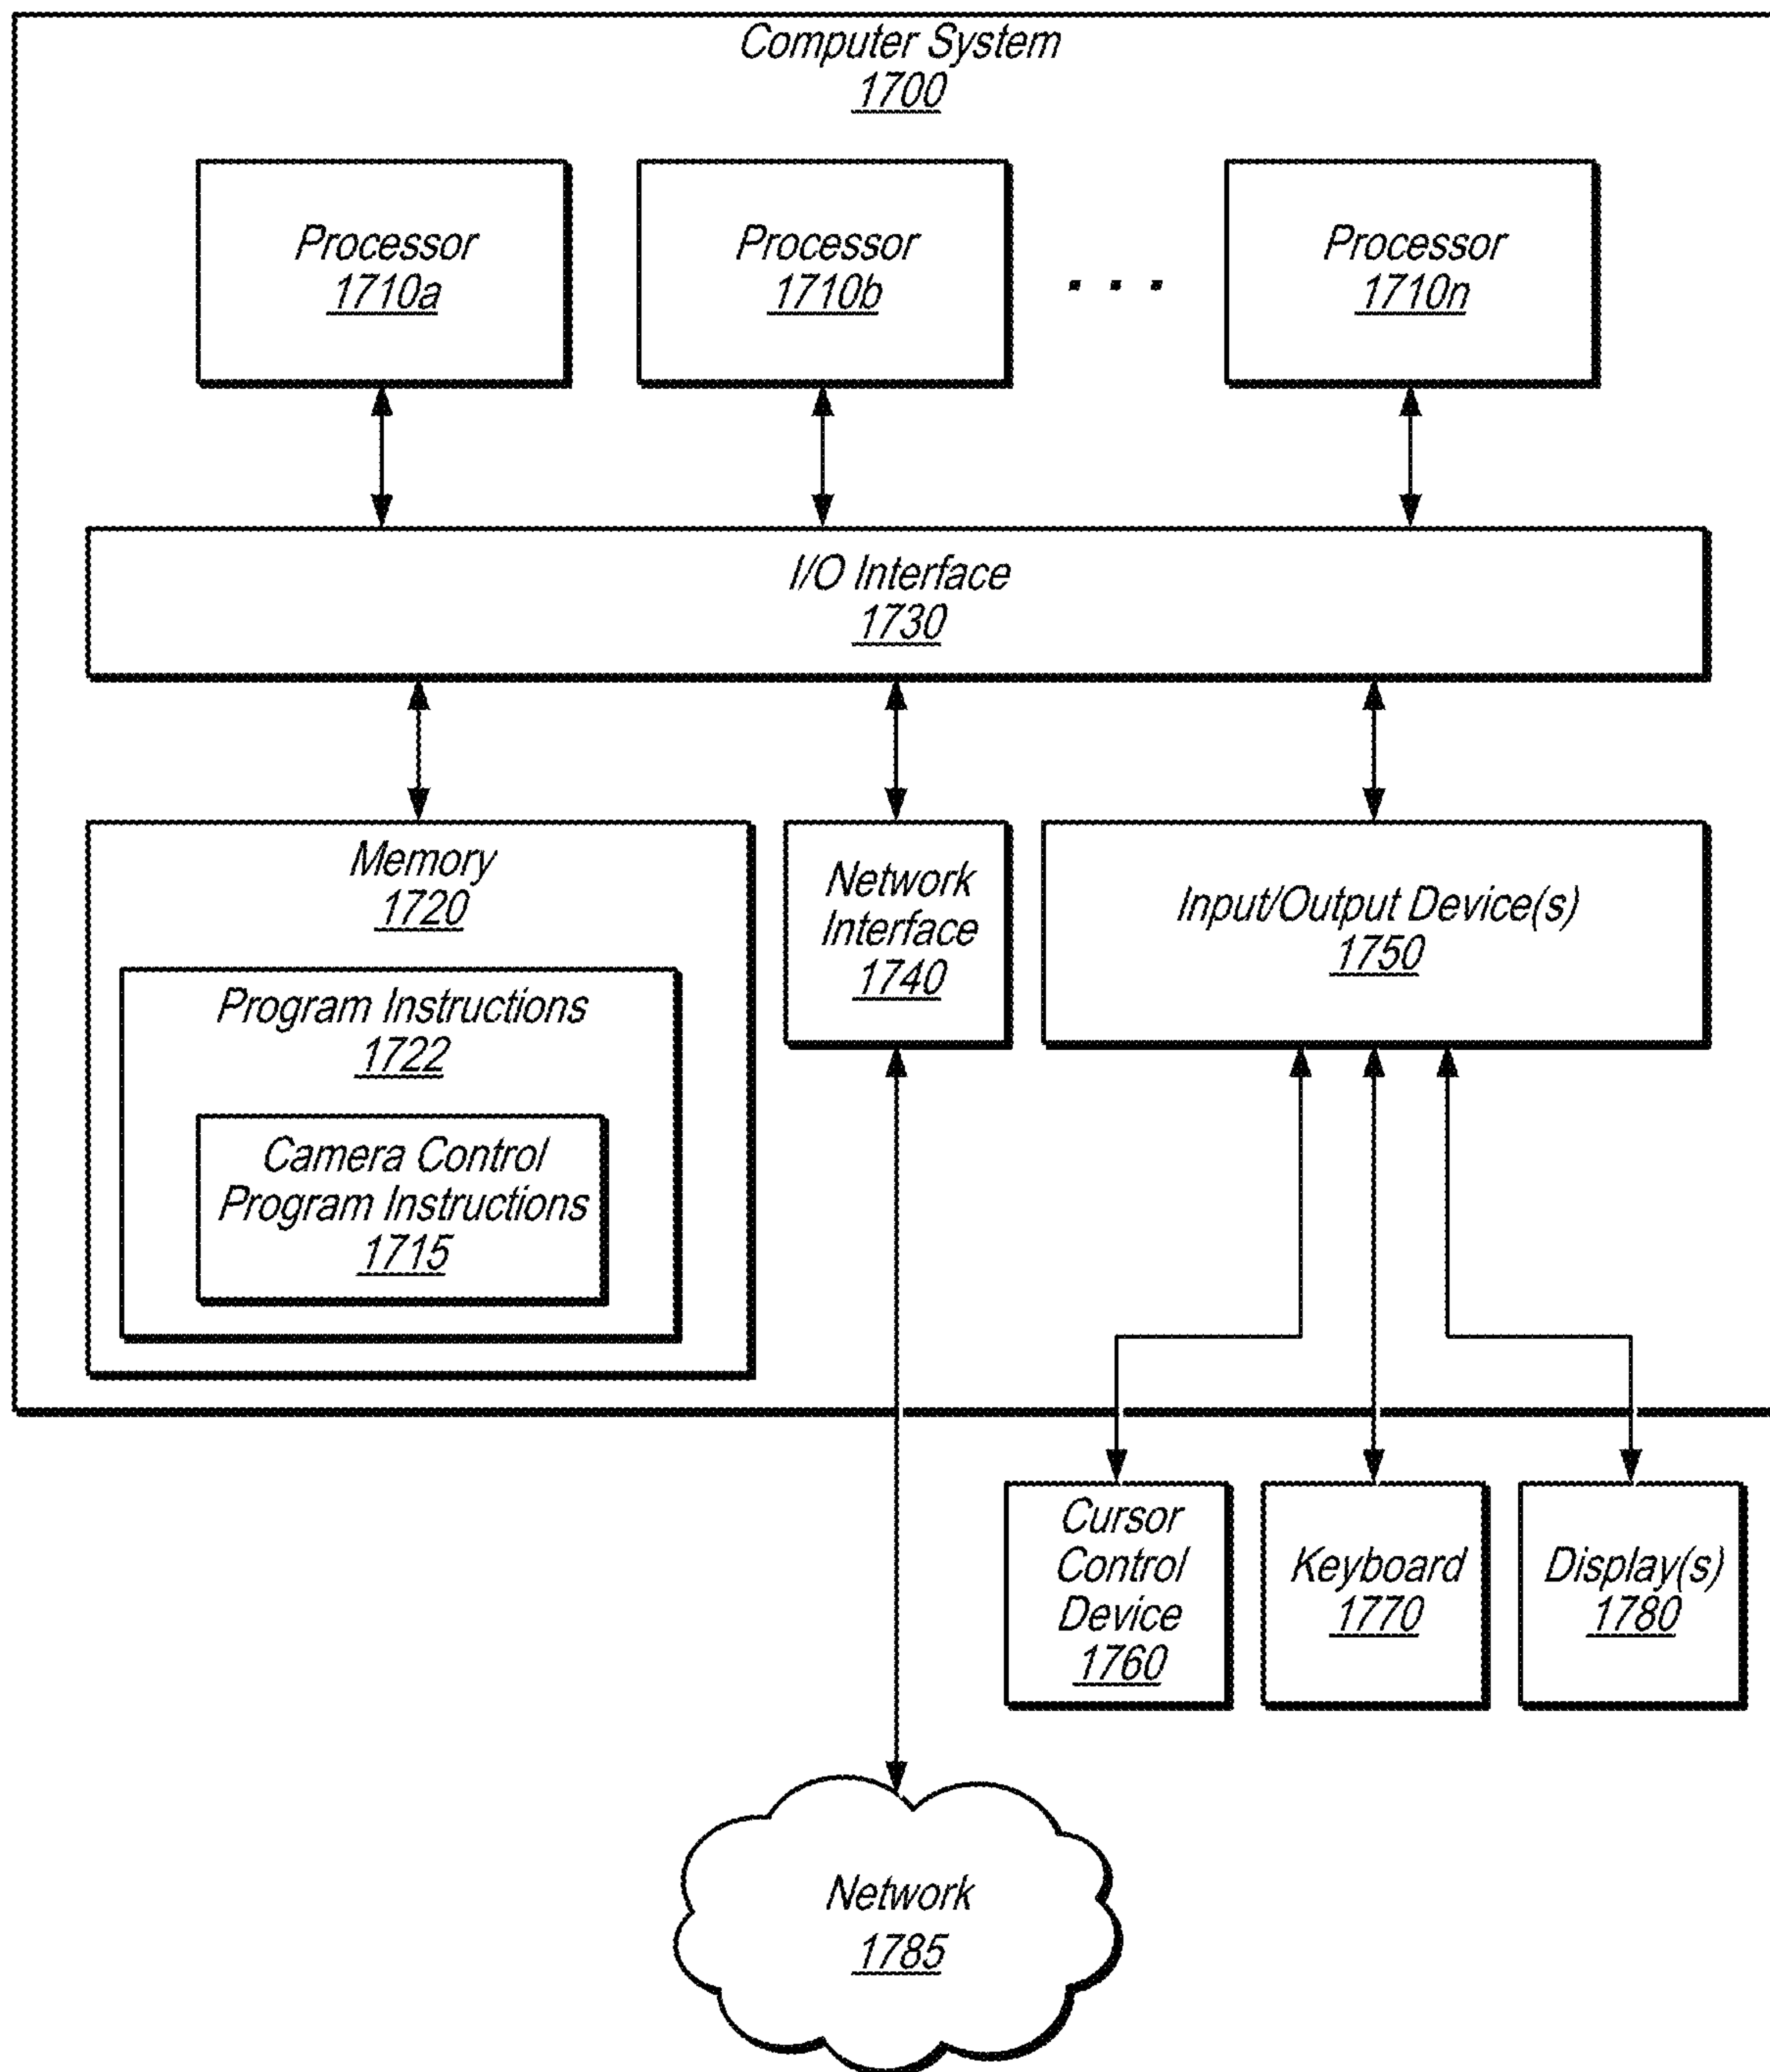 Computer System
1700
Processor
1710a
Processor
1710b
. . .
Processor
1710n
I/O Interface
1730
Memory
1720
Program Instructions
1722
Camera Control
Program Instructions
1715
Network
Interface
1740
Input/Output Device(s)
1750
Cursor
Control
Device
1760
Keyboard
1770
Display(s)
1780
Network
1785